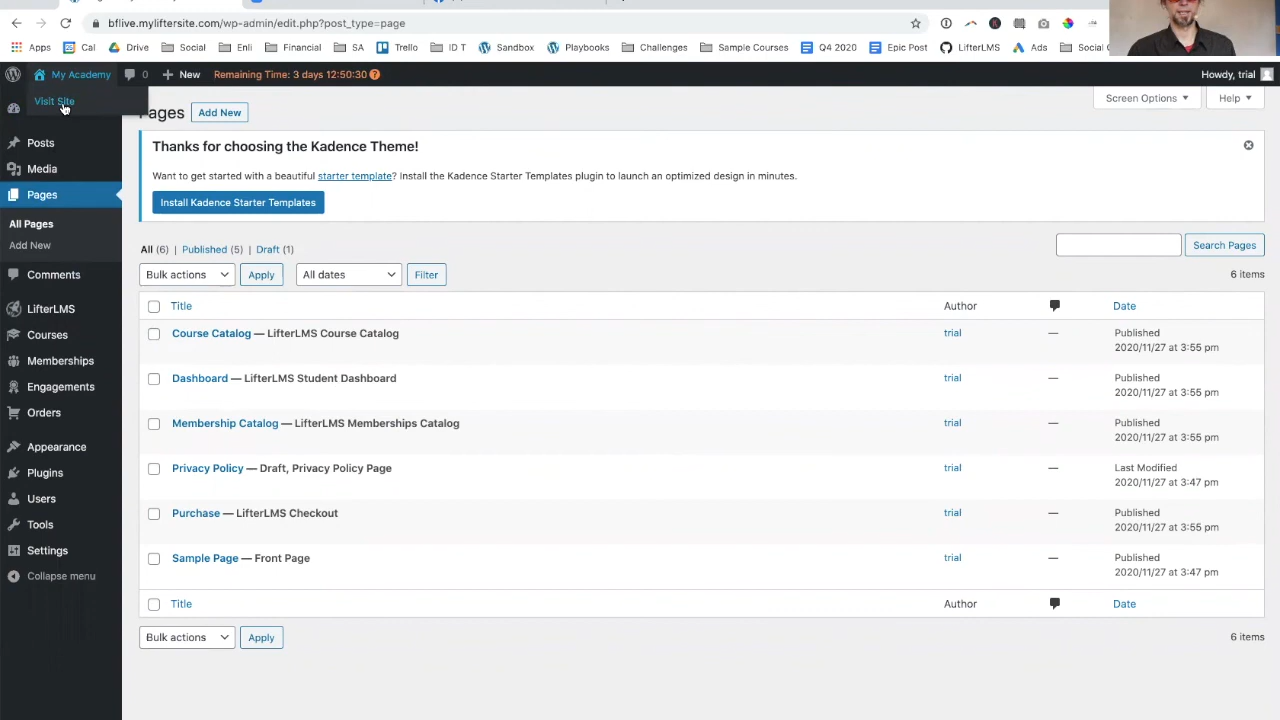 bflive.myliftersite.com/wp-admin/edit.php?post_type=page
Apps Cal Drive Social Enli Financial SA Trello ID T Sandbox Playbooks Challenges Sample Courses Q4 2020 Epic Post LifterLMS Ads Social
My Academy 0 New Remaining Time: 3 days 12:50:30 Howdy, trial
Visit Site
Pages Add New
Screen Options Help
Posts
Media
Pages
All Pages
Add New
Comments
LifterLMS
Courses
Memberships
Engagements
Orders
Appearance
Plugins
Users
Tools
Settings
Collapse menu
Thanks for choosing the Kadence Theme!
Want to get started with a beautiful starter template? Install the Kadence Starter Templates plugin to launch an optimized design in minutes.
Install Kadence Starter Templates
All (6) | Published (5) | Draft (1)
Search Pages
Bulk actions Apply All dates Filter
6 items
Title Author Date
Course Catalog — LifterLMS Course Catalog trial — Published
2020/11/27 at 3:55 pm
Dashboard — LifterLMS Student Dashboard trial — Published
2020/11/27 at 3:55 pm
Membership Catalog — LifterLMS Memberships Catalog trial — Published
2020/11/27 at 3:55 pm
Privacy Policy — Draft, Privacy Policy Page trial — Last Modified
2020/11/27 at 3:47 pm
Purchase — LifterLMS Checkout trial — Published
2020/11/27 at 3:55 pm
Sample Page — Front Page trial — Published
2020/11/27 at 3:47 pm
Title Author Date
Bulk actions Apply
6 items